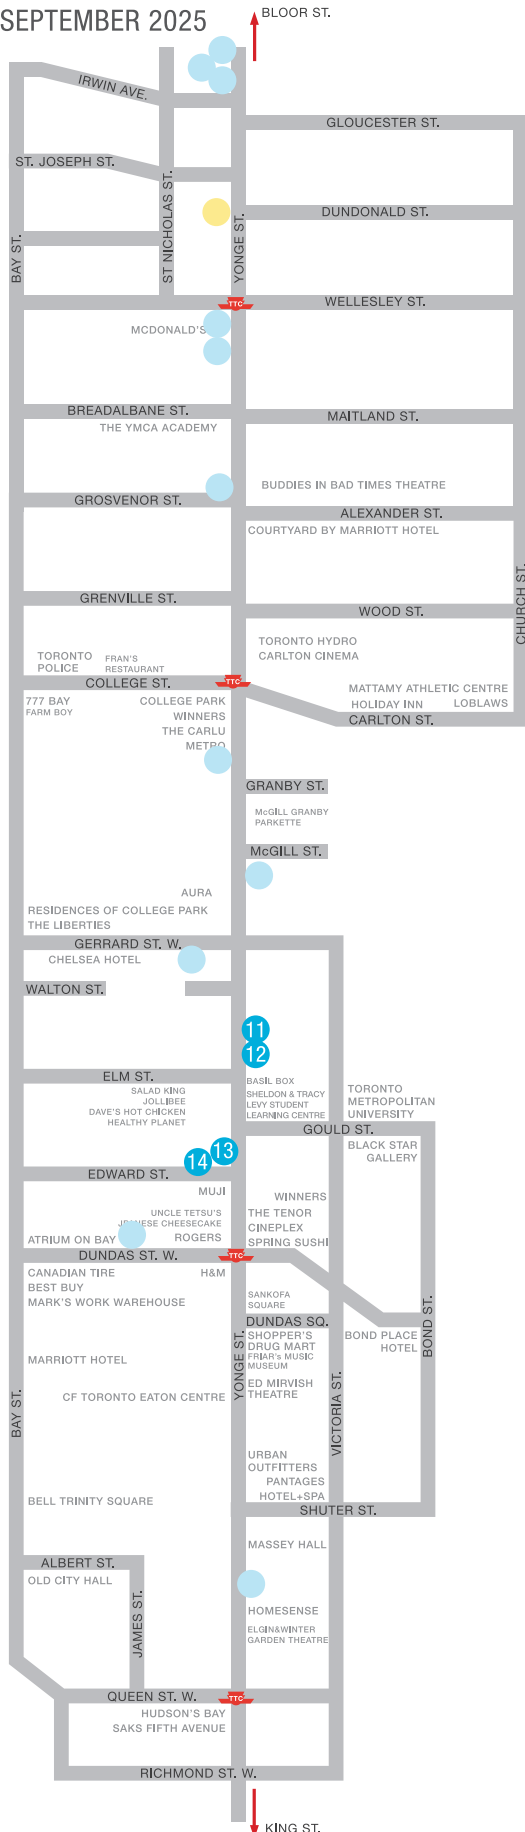 SEPTEMBER 2025
BLOOR ST.
IRWIN AVE.
GLOUCESTER ST.
ST. JOSEPH ST.
ST NICHOLAS ST.
BAY ST.
YONGE ST.
DUNDONALD ST.
TTC
WELLESLEY ST.
MCDONALD'S
BREADALBANE ST.
MAITLAND ST.
THE YMCA ACADEMY
BUDDIES IN BAD TIMES THEATRE
GROSVENOR ST.
ALEXANDER ST.
COURTYARD BY MARRIOTT HOTEL
CHURCH ST.
GRENVILLE ST.
WOOD ST.
TORONTO HYDRO
CARLTON CINEMA
TORONTO
POLICE
FRAN'S
RESTAURANT
COLLEGE ST.
TTC
MATTAMY ATHLETIC CENTRE
HOLIDAY INN
LOBLAWS
CARLTON ST.
777 BAY
FARM BOY
COLLEGE PARK
WINNERS
THE CARLU
METRO
GRANBY ST.
McGILL GRANBY
PARKETTE
McGILL ST.
AURA
RESIDENCES OF COLLEGE PARK
THE LIBERTIES
GERRARD ST. W.
CHELSEA HOTEL
WALTON ST.
11
12
ELM ST.
BASIL BOX
SHELDON & TRACY
LEVY STUDENT
LEARNING CENTRE
SALAD KING
JOLLIBEE
DAVE'S HOT CHICKEN
HEALTHY PLANET
TORONTO
METROPOLITAN
UNIVERSITY
GOULD ST.
BLACK STAR
GALLERY
13
14
EDWARD ST.
MUJI
WINNERS
UNCLE TETSU'S
CHEESECAKE
THE TENOR
CINEPLEX
SPRING SUSHI
ATRIUM ON BAY
ROGERS
DUNDAS ST. W.
TTC
CANADIAN TIRE
BEST BUY
MARK'S WORK WAREHOUSE
H&M
SANKOFA
SQUARE
DUNDAS SQ.
BOND ST.
BOND PLACE
HOTEL
SHOPPER'S
DRUG MART
FRIAR's MUSIC
MUSEUM
ED MIRVISH
THEATRE
YONGE ST.
VICTORIA ST.
MARRIOTT HOTEL
BAY ST.
CF TORONTO EATON CENTRE
URBAN
OUTFITTERS
PANTAGES
HOTEL+SPA
BELL TRINITY SQUARE
SHUTER ST.
MASSEY HALL
ALBERT ST.
OLD CITY HALL
JAMES ST.
HOMESENSE
ELGIN&WINTER
GARDEN THEATRE
QUEEN ST. W.
TTC
HUDSON'S BAY
SAKS FIFTH AVENUE
RICHMOND ST. W.
KING ST.